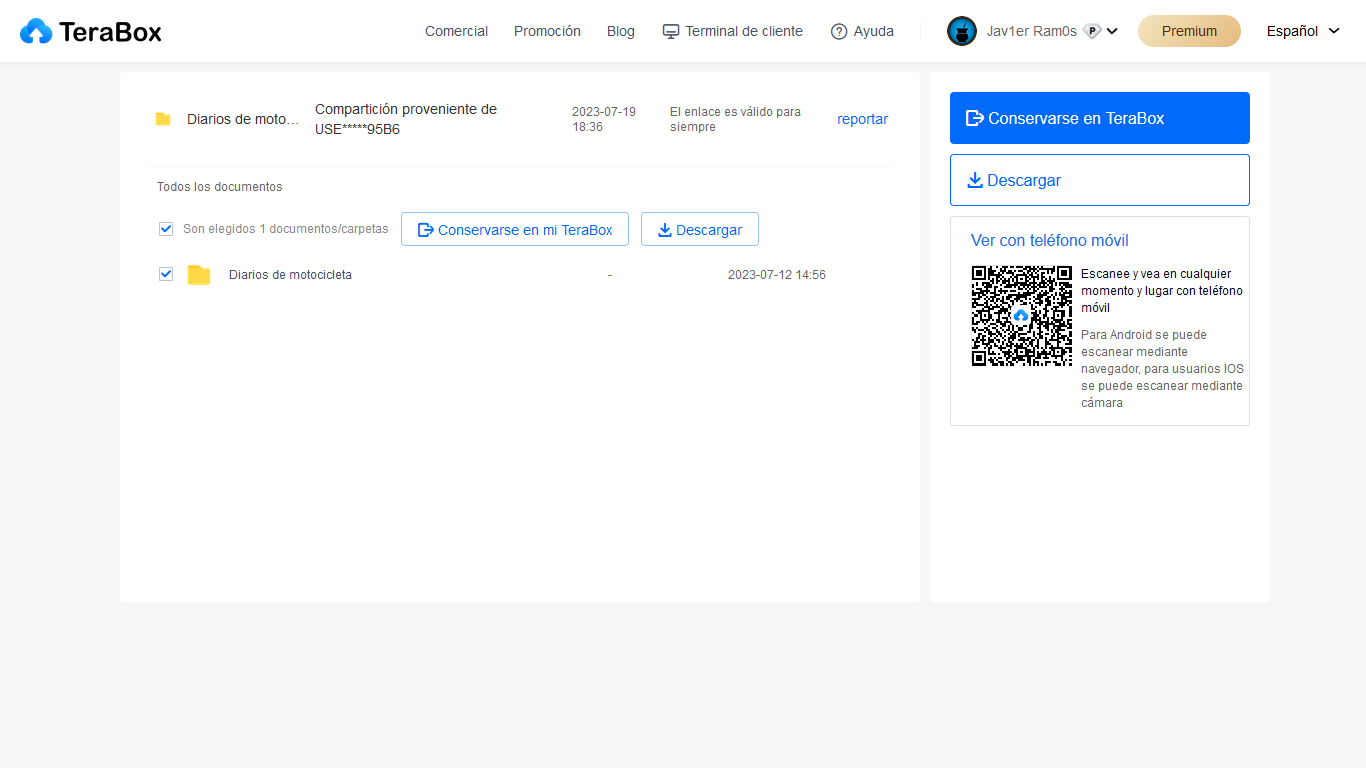 TeraBox
Comercial
Promoción
Blog
Terminal de cliente
Ayuda
Jav1er Ram0s
P
Premium
Español
Diarios de moto…
Compartición proveniente de
USE*****95B6
2023-07-19
18:36
El enlace es válido para
siempre
reportar
Todos los documentos
Son elegidos 1 documentos/carpetas
Conservarse en mi TeraBox
Descargar
Diarios de motocicleta
-
2023-07-12 14:56
Conservarse en TeraBox
Descargar
Ver con teléfono móvil
Escanee y vea en cualquier
momento y lugar con teléfono
móvil
Para Android se puede
escanear mediante
navegador, para usuarios IOS
se puede escanear mediante
cámara